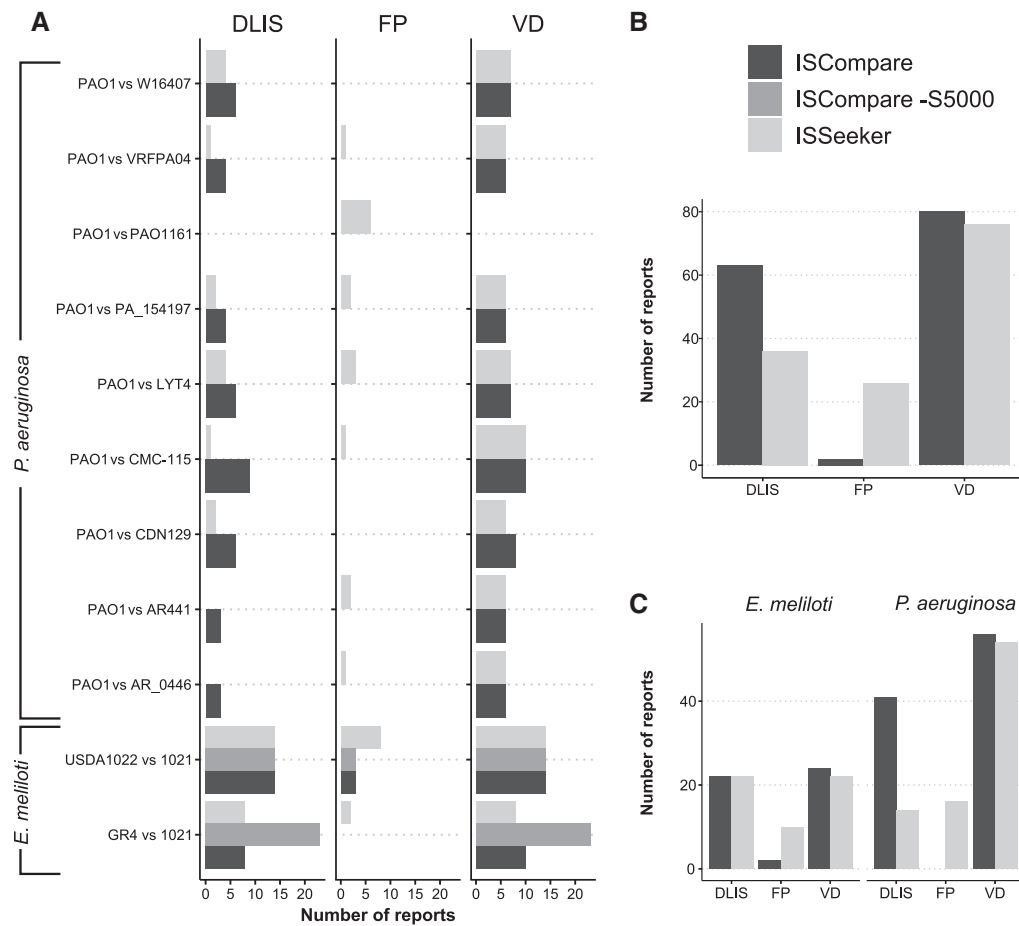 A
DLIS
FP
VD
P. aeruginosa
E. meliloti
PAO1 vs W16407
PAO1 vs VRFPA04
PAO1 vs PAO1161
PAO1 vs PA_154197
PAO1 vs LYT4
PAO1 vs CMC-115
PAO1 vs CDN129
PAO1 vs AR441
PAO1 vs AR_0446
USDA1022 vs 1021
GR4 vs 1021
0 5 10 15 20
0 5 10 15 20
0 5 10 15 20
Number of reports
B
ISCompare
ISCompare -S5000
ISSeeker
Number of reports
80
60
40
20
0
DLIS
FP
VD
C
E. meliloti
P. aeruginosa
Number of reports
40
20
0
DLIS
FP
VD
DLIS
FP
VD